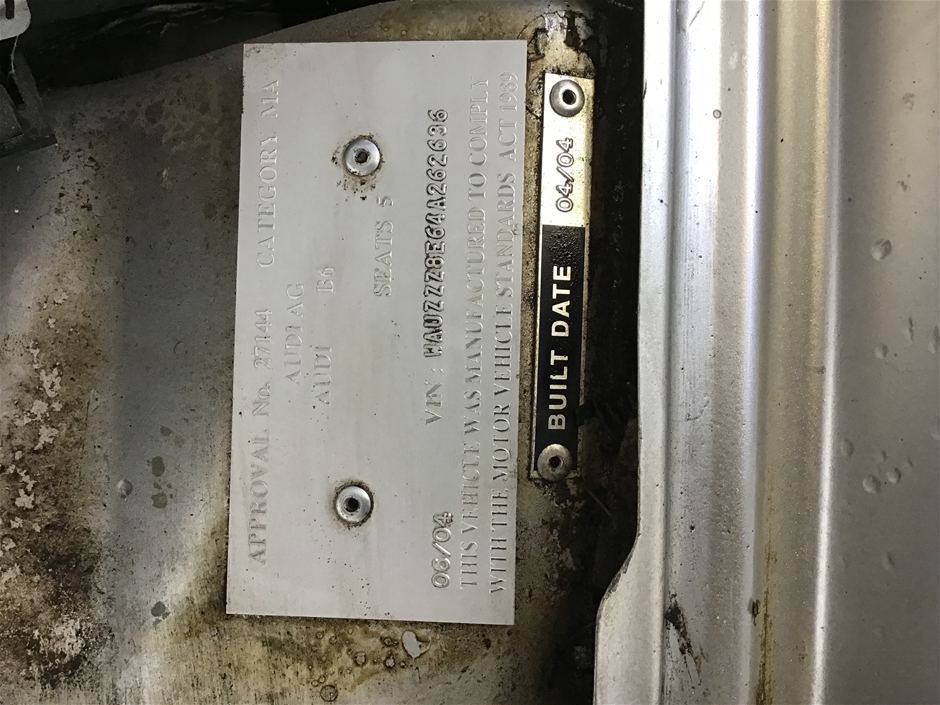 APPROVAL No. 27144 CATEGORY MA
AUDI AG
AUDI B6
SEATS 5
VIN: WAUZZZ8E64A262636
06/04
THIS VEHICLE WAS MANUFACTURED TO COMPLY
WITH THE MOTOR VEHICLE STANDARDS ACT 1989
BUILT DATE 04/04